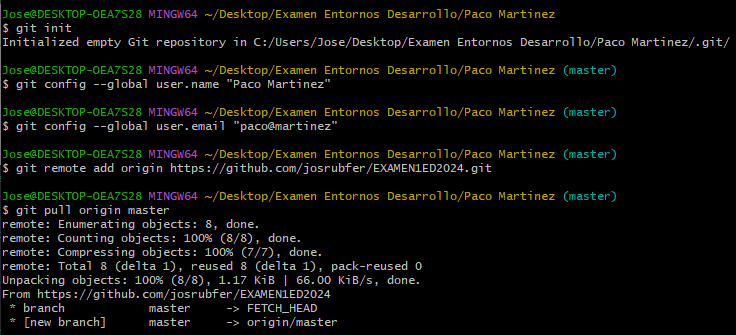 Jose@DESKTOP-OEA7S28 MINGW64 ~/Desktop/Examen Entornos Desarrollo/Paco Martinez
$ git init
Initialized empty Git repository in C:/Users/Jose/Desktop/Examen Entornos Desarrollo/Paco Martinez/.git/
Jose@DESKTOP-OEA7S28 MINGW64 ~/Desktop/Examen Entornos Desarrollo/Paco Martinez (master)
$ git config --global user.name "Paco Martinez"
Jose@DESKTOP-OEA7S28 MINGW64 ~/Desktop/Examen Entornos Desarrollo/Paco Martinez (master)
$ git config --global user.email "paco@martinez"
Jose@DESKTOP-OEA7S28 MINGW64 ~/Desktop/Examen Entornos Desarrollo/Paco Martinez (master)
$ git remote add origin https://github.com/josrubfer/EXAMEN1ED2024.git
Jose@DESKTOP-OEA7S28 MINGW64 ~/Desktop/Examen Entornos Desarrollo/Paco Martinez (master)
$ git pull origin master
remote: Enumerating objects: 8, done.
remote: Counting objects: 100% (8/8), done.
remote: Compressing objects: 100% (7/7), done.
remote: Total 8 (delta 1), reused 8 (delta 1), pack-reused 0
Unpacking objects: 100% (8/8), 1.17 KiB | 66.00 KiB/s, done.
From https://github.com/josrubfer/EXAMEN1ED2024
 * branch            master     -> FETCH_HEAD
 * [new branch]      master     -> origin/master